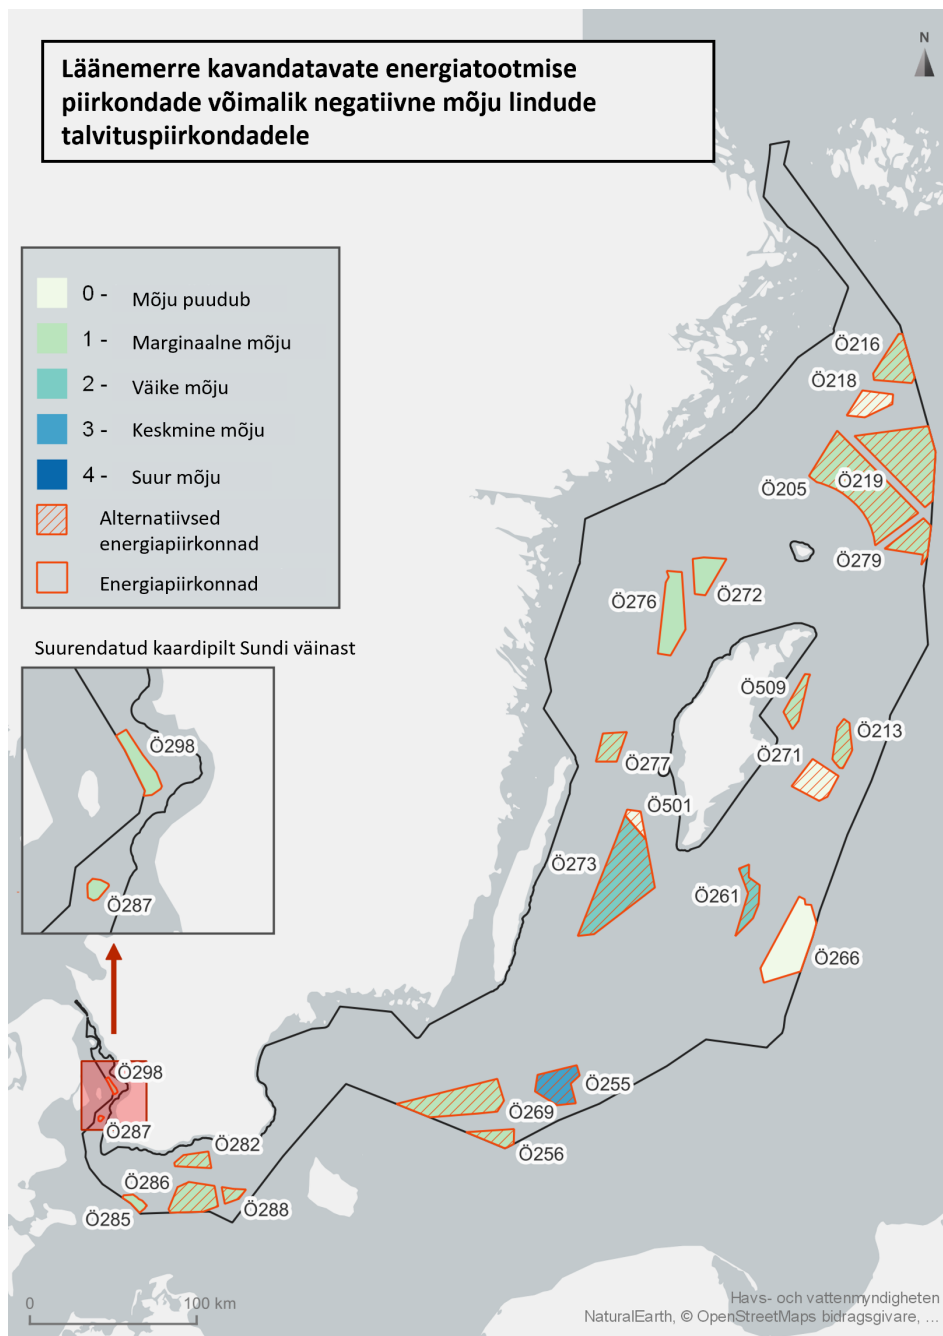 Läänemerre kavandatavate energiatootmise
piirkondade võimalik negatiivne mõju lindude
talvituspiirkondadele
N
0 - Mõju puudub
1 - Marginaalne mõju
2 - Väike mõju
3 - Keskmine mõju
4 - Suur mõju
Alternatiivsed
energiapiirkonnad
Energiapiirkonnad
Suurendatud kaardipilt Sundi väinast
Ö298
Ö287
Ö216
Ö218
Ö219
Ö205
Ö279
Ö272
Ö276
Ö509
Ö213
Ö271
Ö277
Ö501
Ö273
Ö261
Ö266
Ö298
Ö255
Ö269
Ö287
Ö282
Ö256
Ö286
Ö288
Ö285
0 100 km
Havs- och vattenmyndigheten
NaturalEarth, © OpenStreetMaps bidragsgivare, ...